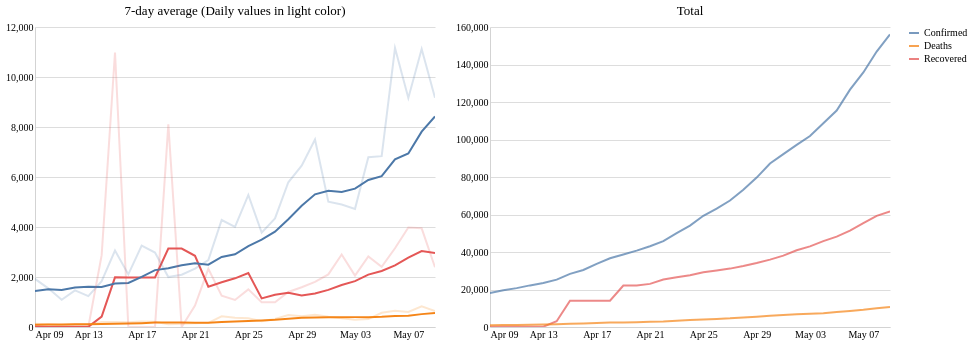 7-day average (Daily values in light color)
12,000
10,000
8,000
6,000
4,000
2,000
0
Apr 09 Apr 13 Apr 17 Apr 21 Apr 25 Apr 29 May 03 May 07
Total
160,000
140,000
120,000
100,000
80,000
60,000
40,000
20,000
0
Apr 09 Apr 13 Apr 17 Apr 21 Apr 25 Apr 29 May 03 May 07
Confirmed
Deaths
Recovered